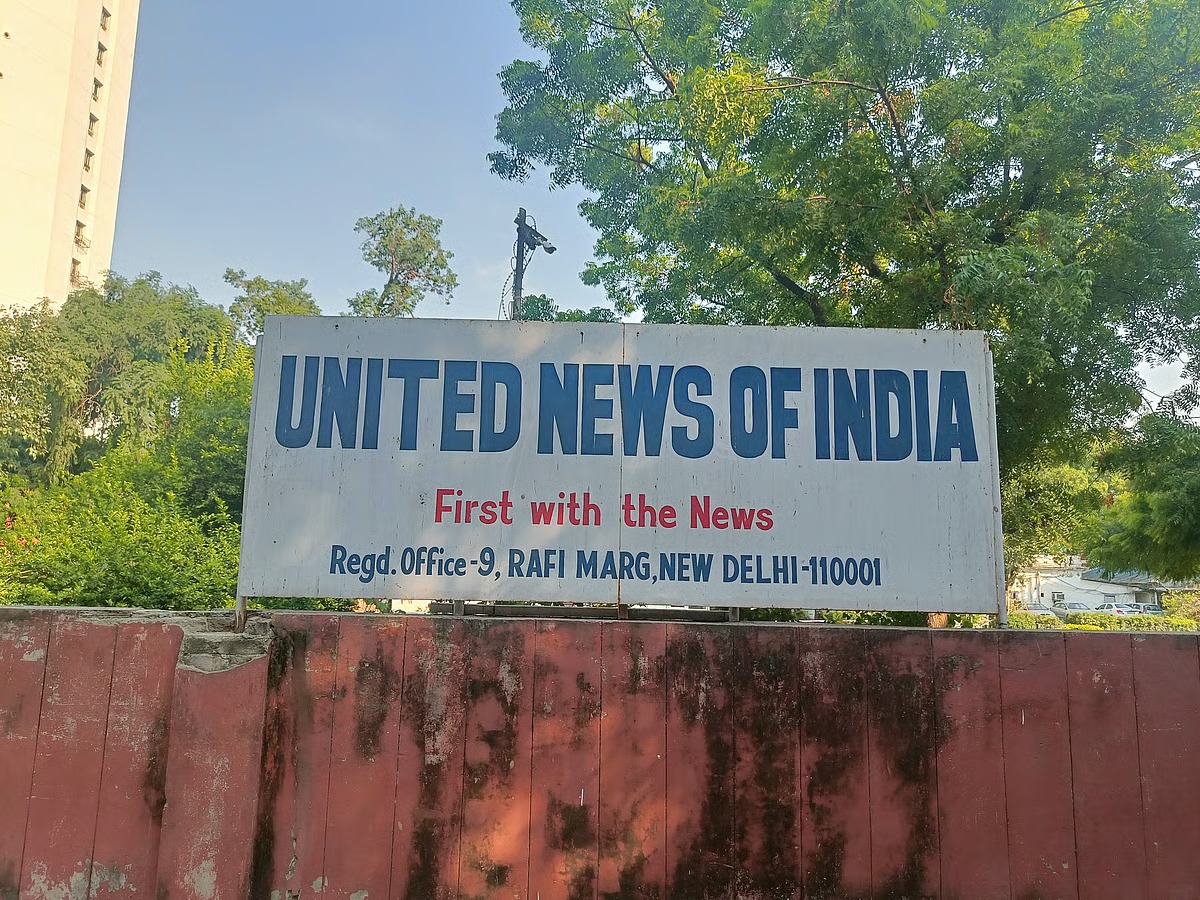 UNITED NEWS OF INDIA
First with the News
Regd. Office-9, RAFI MARG,NEW DELHI-110001